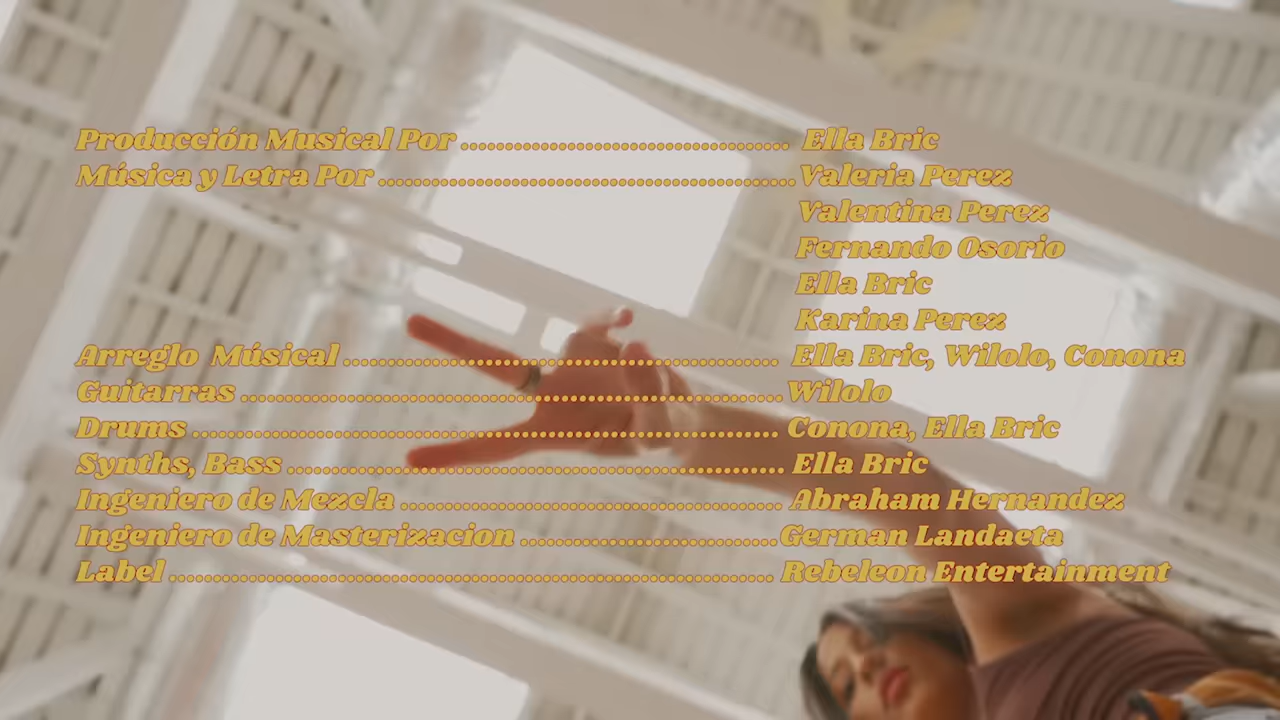 Producción Musical Por ..................................... Ella Bric
Música y Letra Por ............................................... Valeria Perez
Valentina Perez
Fernando Osorio
Ella Bric
Karina Perez
Arreglo Músical ................................................. Ella Bric, Wilolo, Conona
Guitarras ............................................................. Wilolo
Drums .................................................................. Conona, Ella Bric
Synths, Bass ........................................................ Ella Bric
Ingeniero de Mezcla ........................................... Abraham Hernandez
Ingeniero de Masterizacion ............................. German Landaeta
Label .................................................................... Rebeleon Entertainment